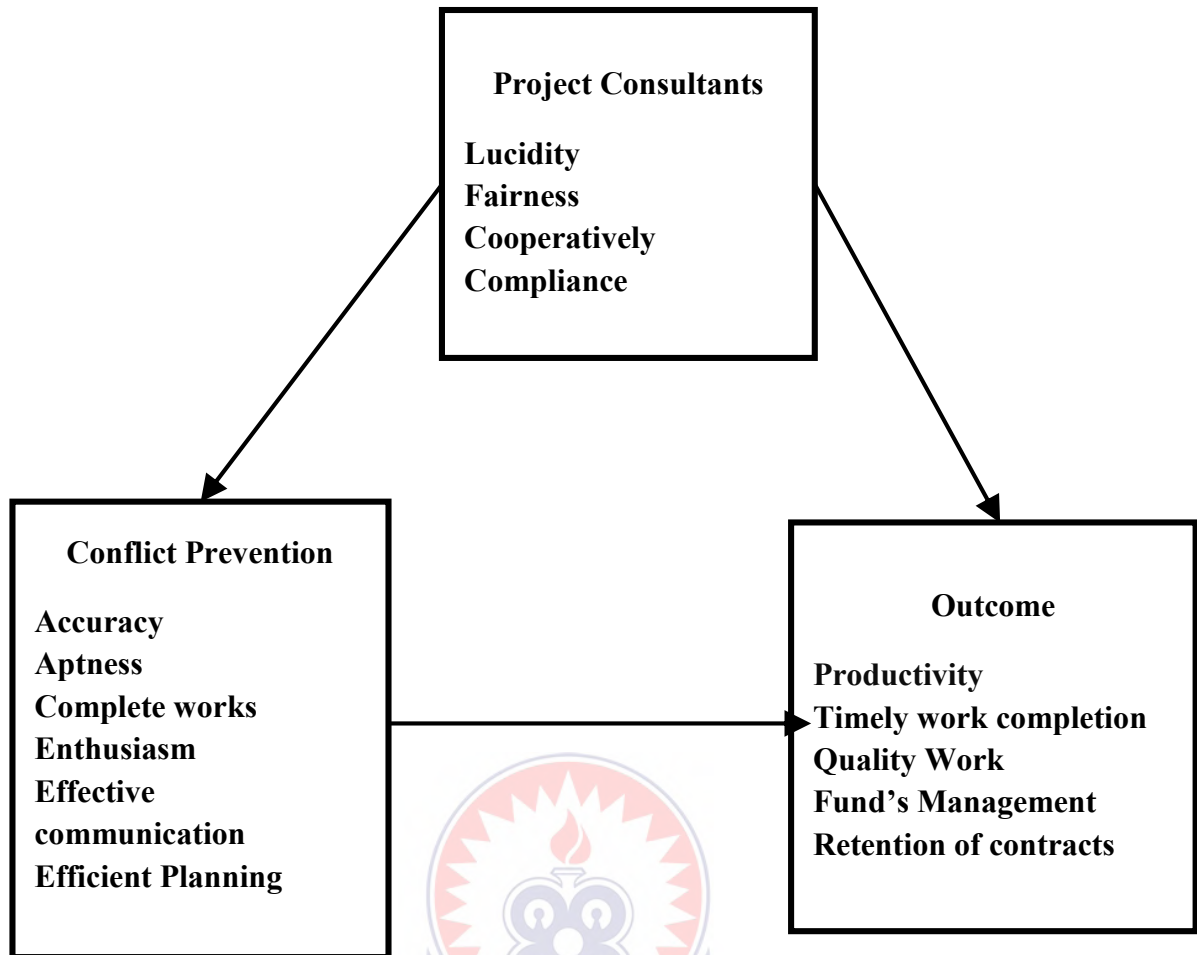 Project Consultants
Lucidity
Fairness
Cooperatively
Compliance
Conflict Prevention
Accuracy
Aptness
Complete works
Enthusiasm
Effective
communication
Efficient Planning
Outcome
Productivity
Timely work completion
Quality Work
Fund’s Management
Retention of contracts